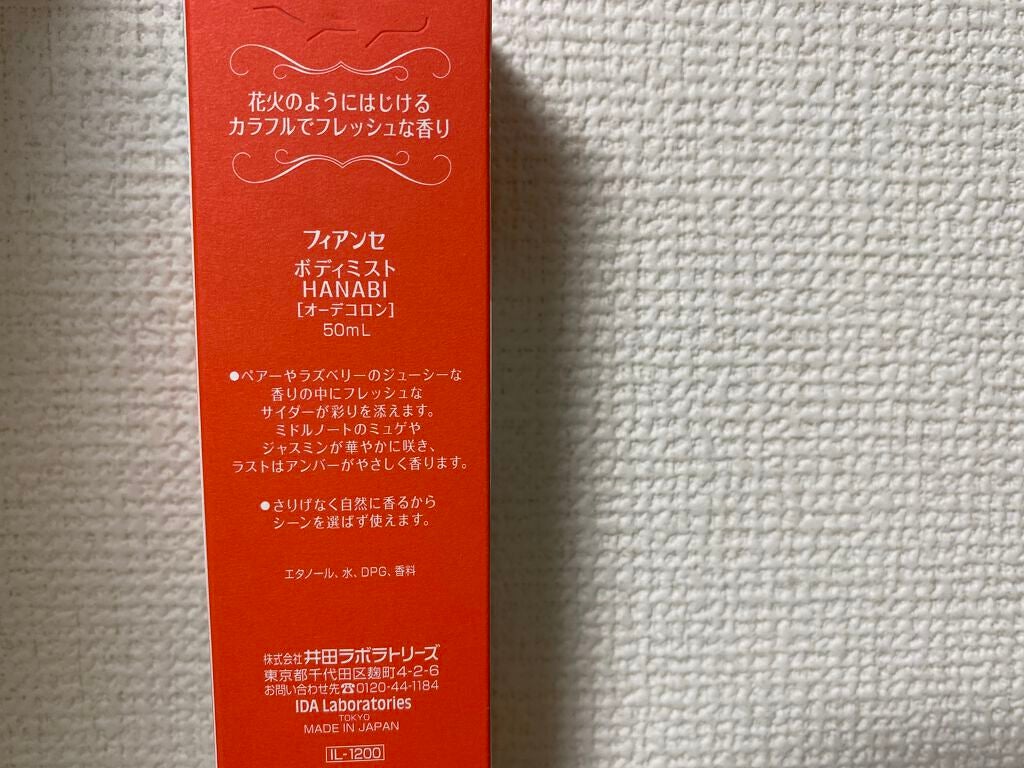 花火のようにはじける
カラフルでフレッシュな香り
フィアンセ
ボディミスト
HANABI
[オーデコロン]
50mL
●ペアーやラズベリーのジューシーな
香りの中にフレッシュな
サイダーが彩りを添えます。
ミドルノートのミュゲや
ジャスミンが華やかに咲き、
ラストはアンバーがやさしく香ります。
●さりげなく自然に香るから
シーンを選ばず使えます。
エタノール、水、DPG、香料
株式会社 井田ラボラトリーズ
東京都千代田区麹町4-2-6
お問い合わせ先☎0120-44-1184
IDA Laboratories
TOKYO
MADE IN JAPAN
IL-1200